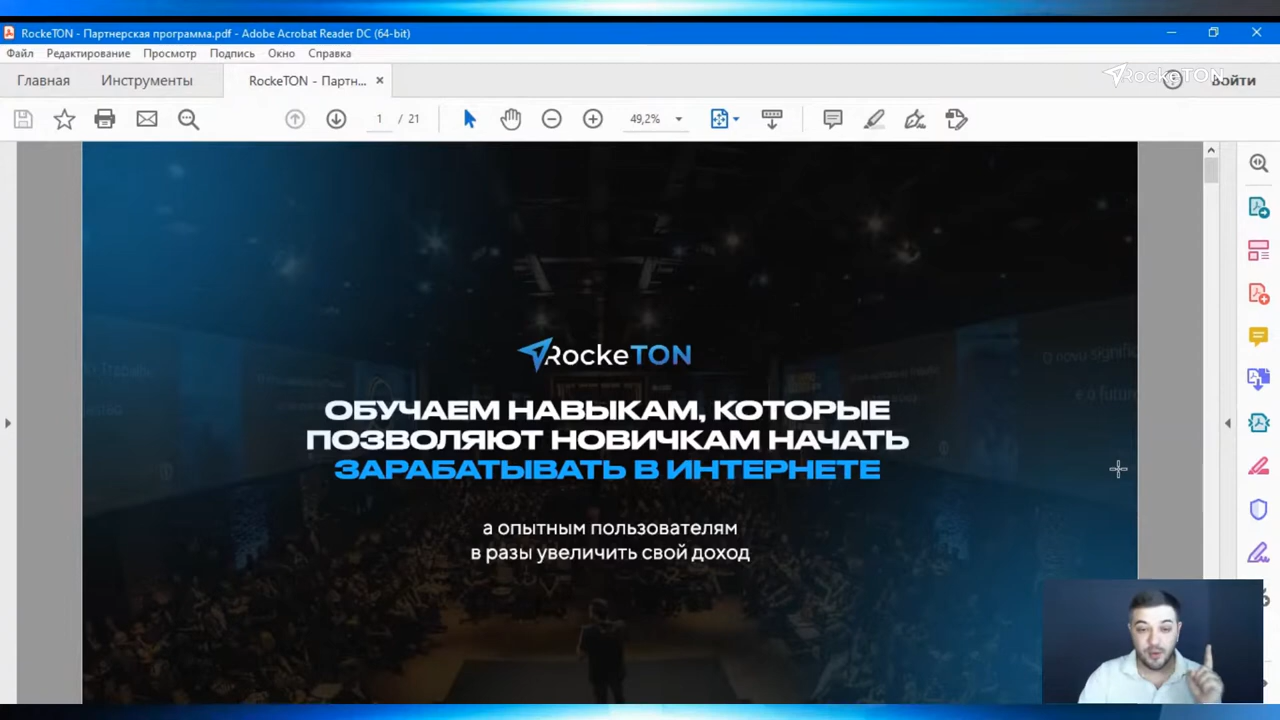 RockeTON - Партнерская программа.pdf - Adobe Acrobat Reader DC (64-bit)
Файл Редактирование Просмотр Подпись Окно Справка
Главная Инструменты RockeTON - Партн... Войти
RockeTON
1 / 21 49,2%
RockeTON
ОБУЧАЕМ НАВЫКАМ, КОТОРЫЕ
ПОЗВОЛЯЮТ НОВИЧКАМ НАЧАТЬ
ЗАРАБАТЫВАТЬ В ИНТЕРНЕТЕ
а опытным пользователям
в разы увеличить свой доход